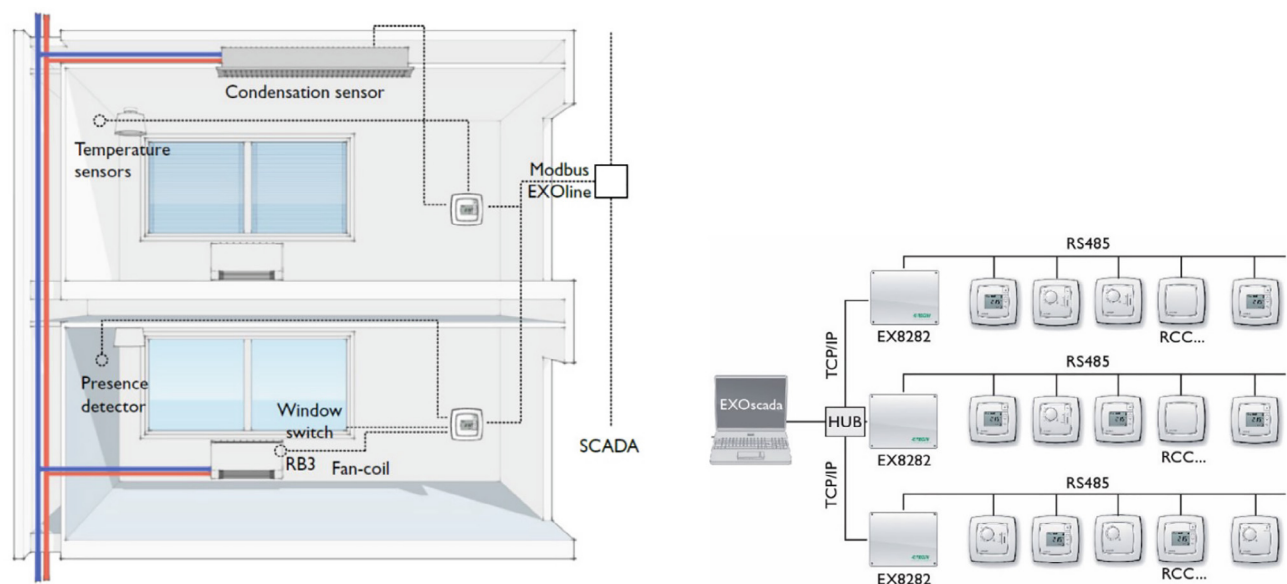 Condensation sensor
Temperature
sensors
Modbus
EXOline
Presence
detector
Window
switch
RB3
Fan-coil
SCADA
RS485
EX8282
RCC...
TCP/IP
RS485
EXOscada
HUB
EX8282
RCC...
TCP/IP
RS485
EX8282
RCC...